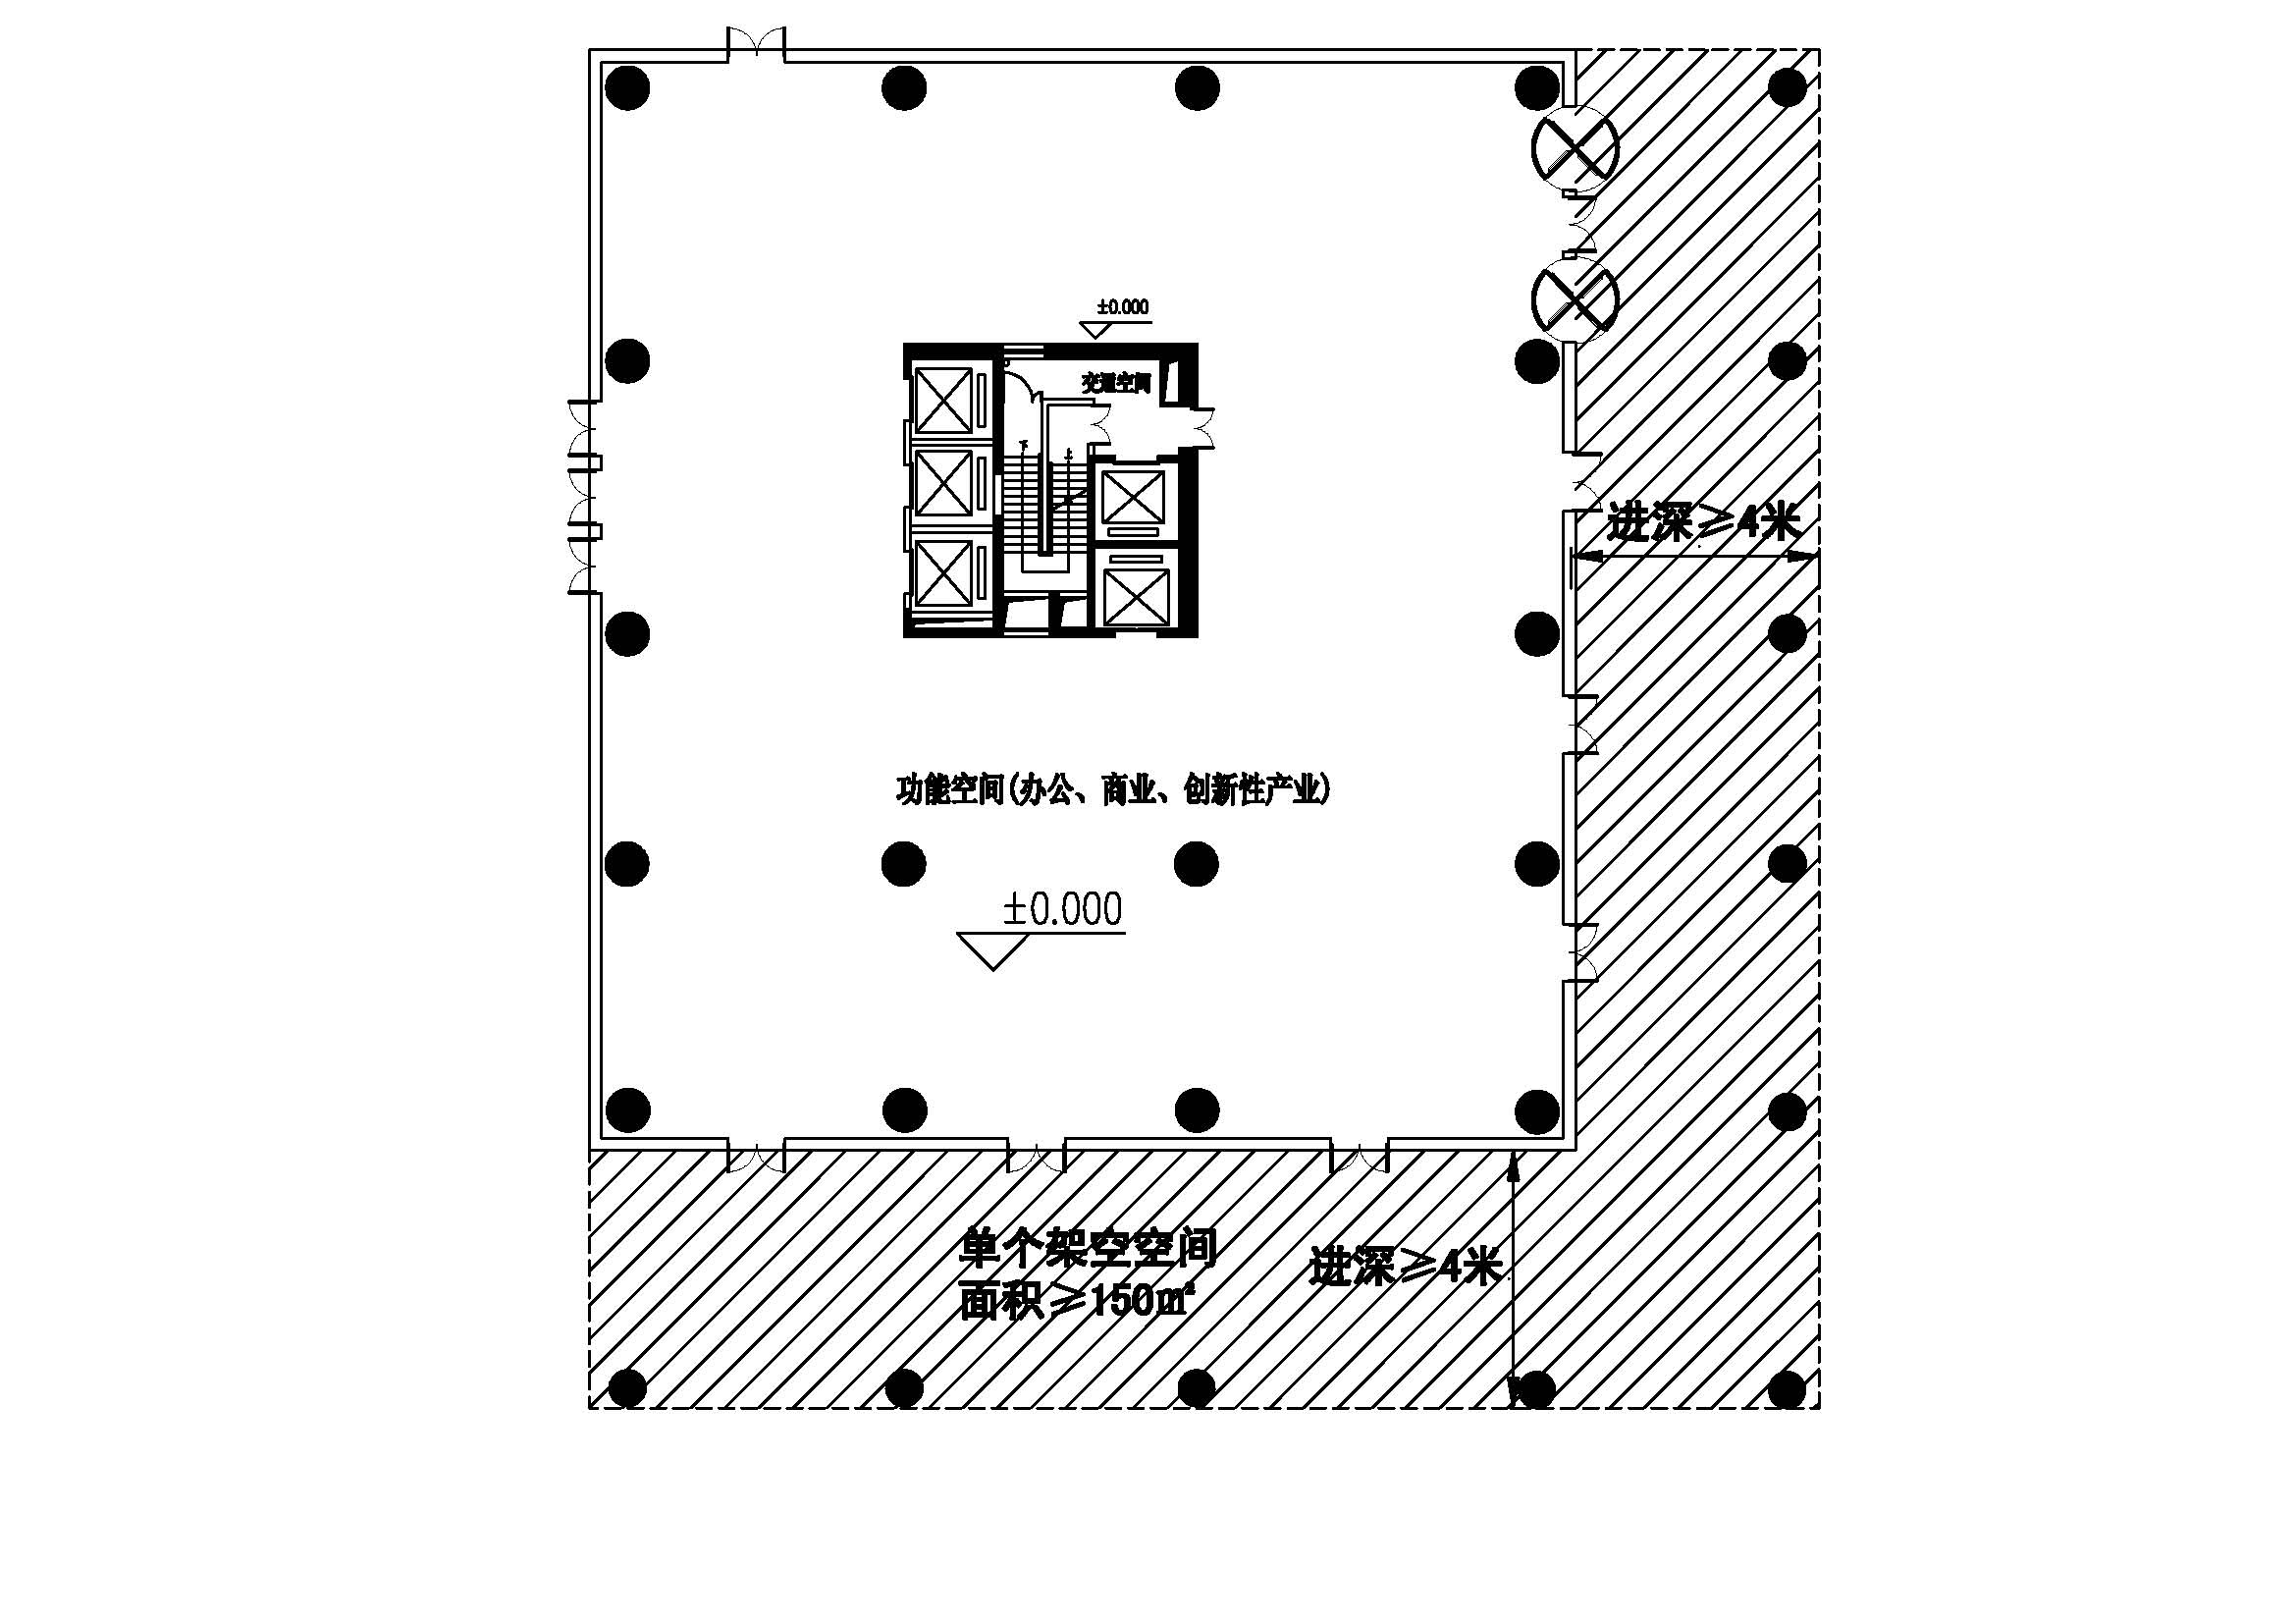 ±0.000
交通空间
下
上
进深≥4米
功能空间(办公、商业、创新性产业)
±0.000
单个架空空间
面积≥150㎡
进深≥4米